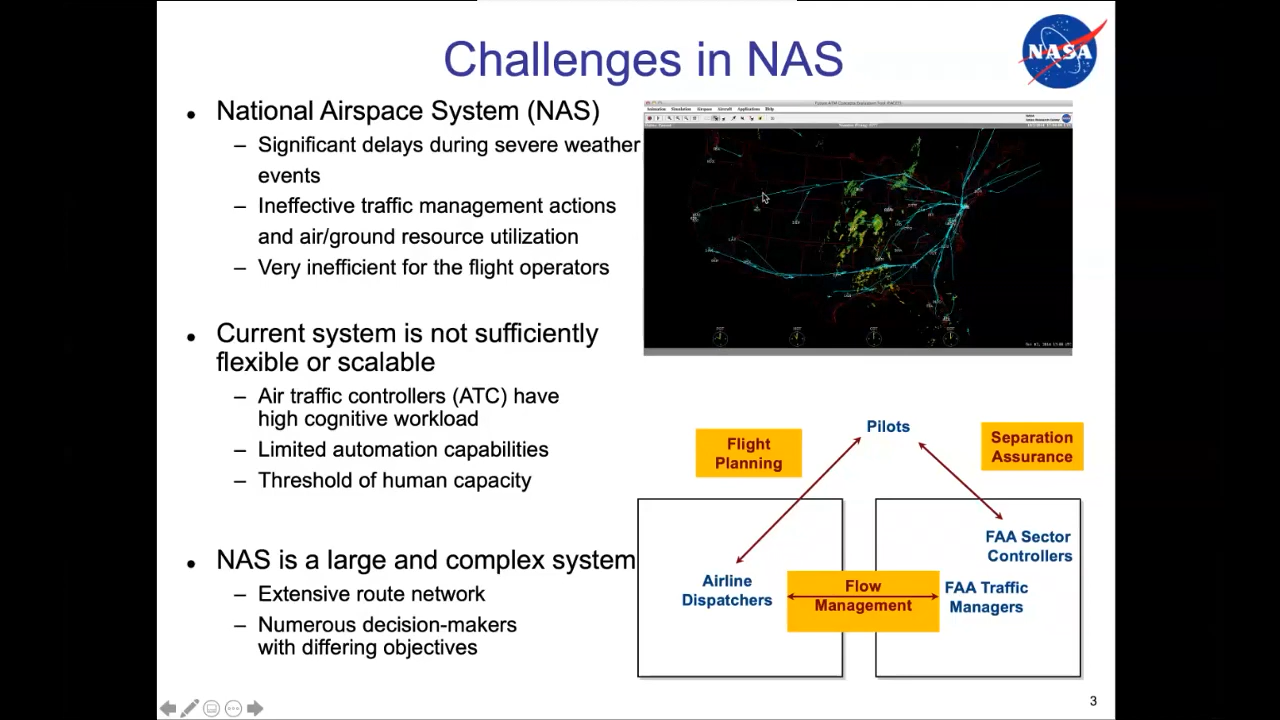 Challenges in NAS
NASA
• National Airspace System (NAS)
– Significant delays during severe weather
events
– Ineffective traffic management actions
and air/ground resource utilization
– Very inefficient for the flight operators
• Current system is not sufficiently
flexible or scalable
– Air traffic controllers (ATC) have
high cognitive workload
– Limited automation capabilities
– Threshold of human capacity
• NAS is a large and complex system
– Extensive route network
– Numerous decision-makers
with differing objectives
Pilots
Flight
Planning
Separation
Assurance
FAA Sector
Controllers
Airline
Dispatchers
Flow
Management
FAA Traffic
Managers
3